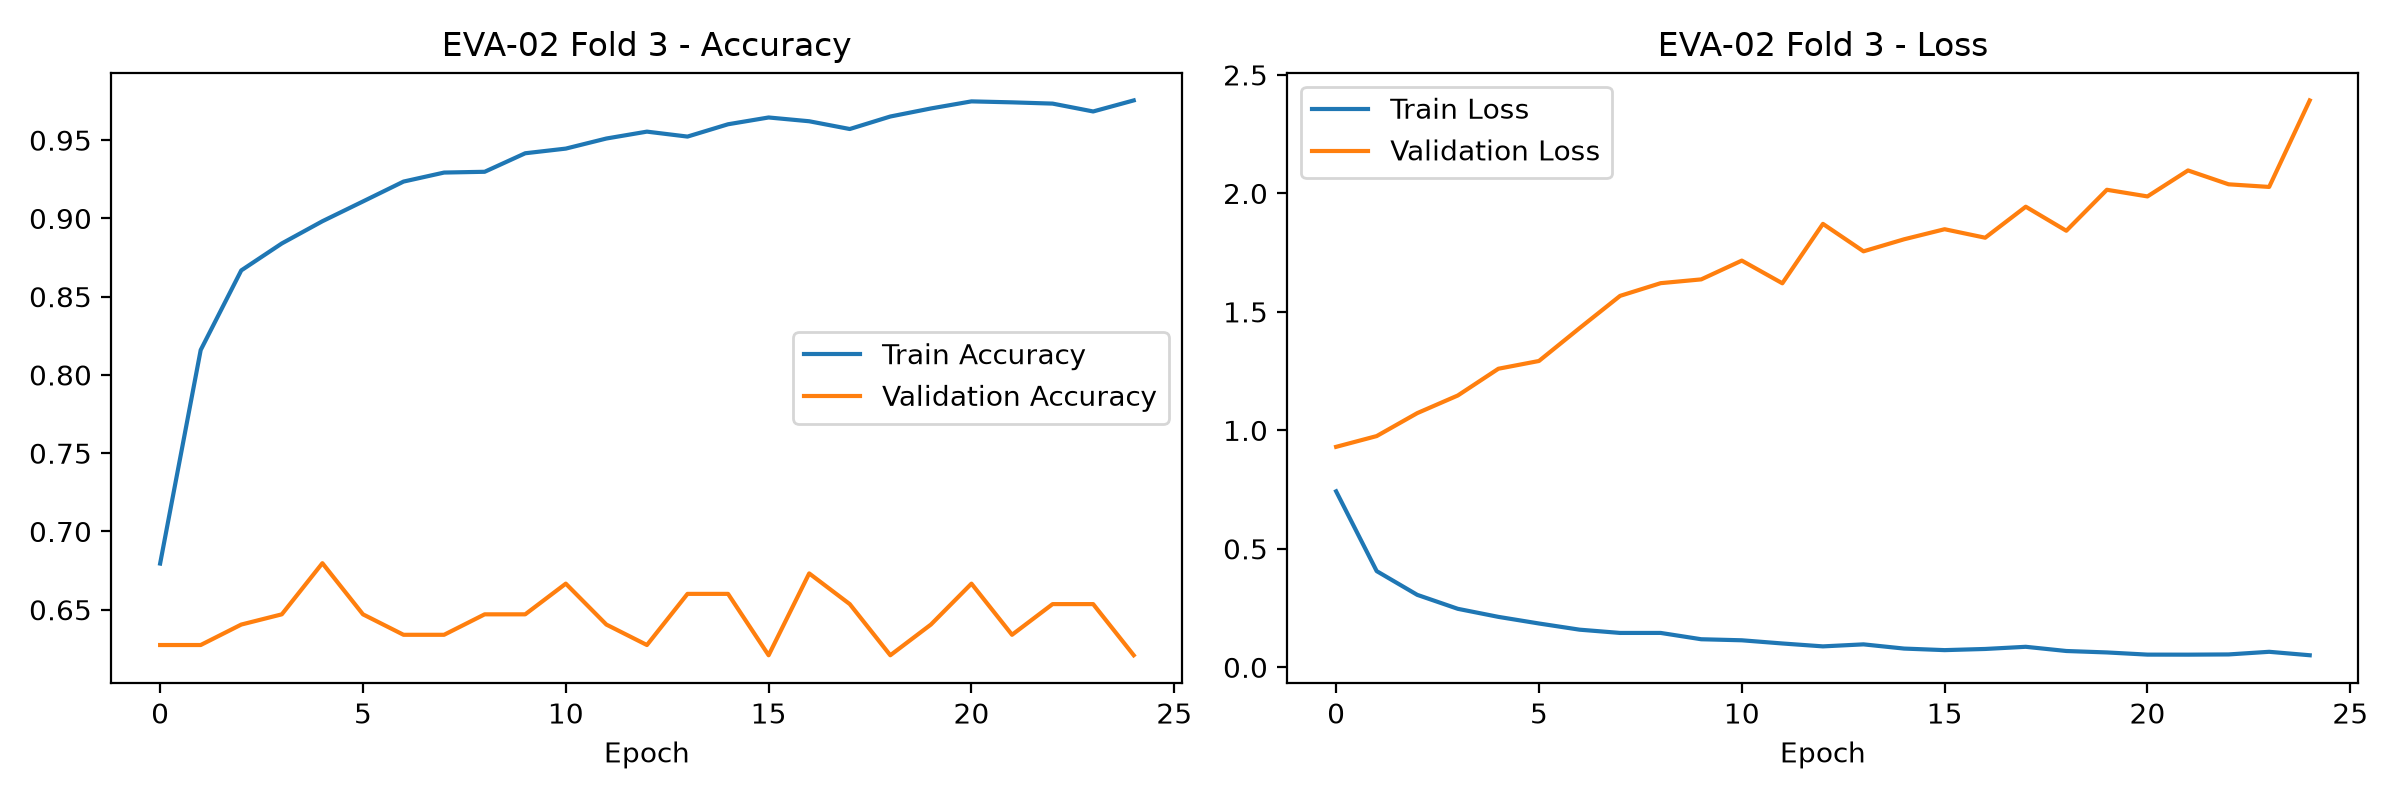 EVA-02 Fold 3 - Accuracy
0.95
0.90
0.85
0.80
0.75
0.70
0.65
Train Accuracy
Validation Accuracy
0 5 10 15 20 25
Epoch
EVA-02 Fold 3 - Loss
2.5
2.0
1.5
1.0
0.5
0.0
Train Loss
Validation Loss
0 5 10 15 20 25
Epoch